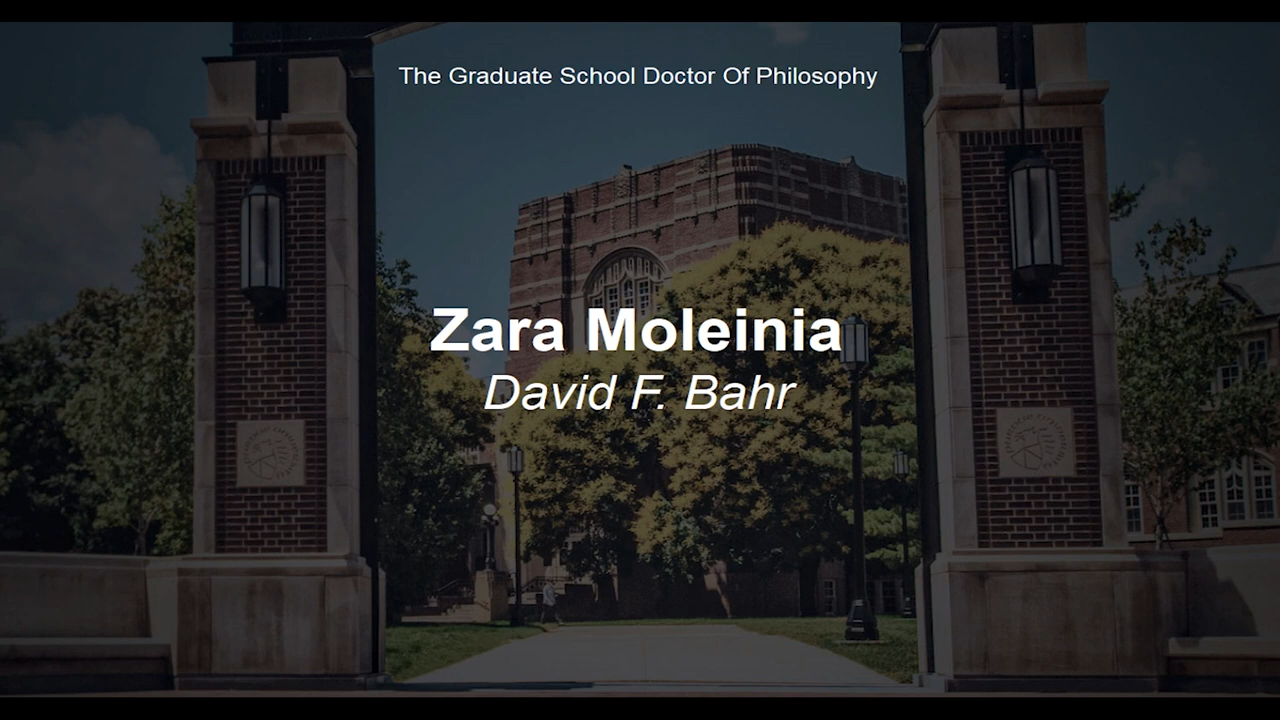 The Graduate School Doctor Of Philosophy
Zara Moleinia
David F. Bahr